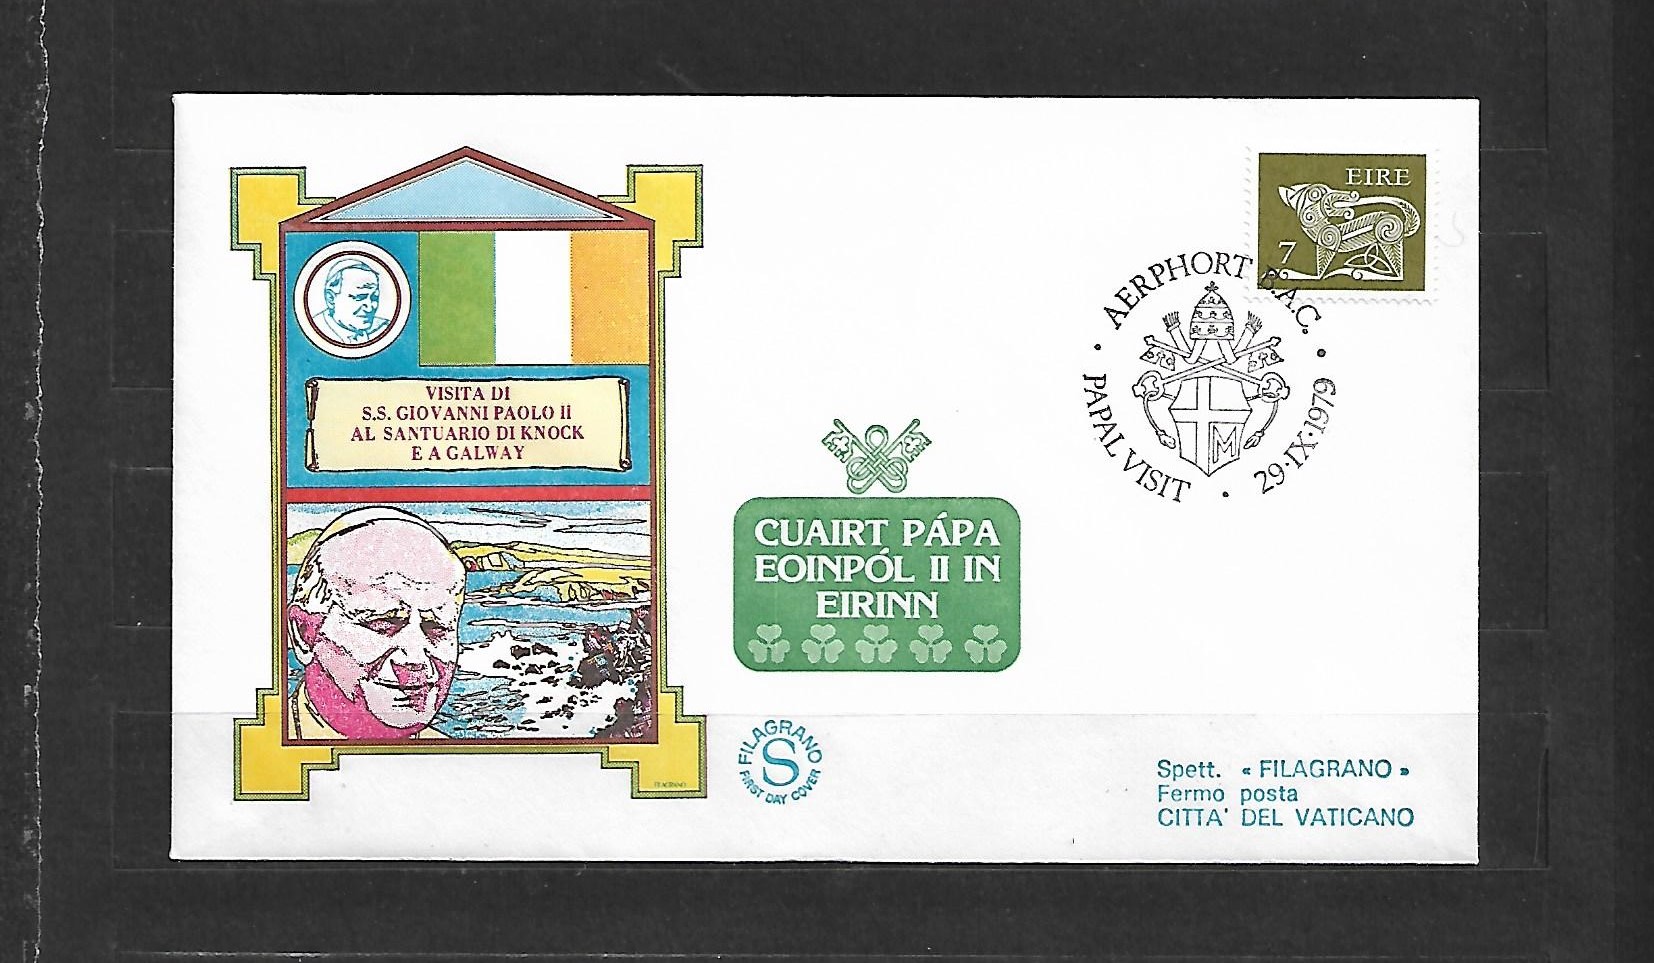 VISITA DI
S.S. GIOVANNI PAOLO II
AL SANTUARIO DI KNOCK
E A GALWAY
FILAGRANO
CUAIRT PÁPA
EOINPÓL II IN
EIRINN
FILAGRANO
S
FIRST DAY COVER
EIRE
7
AERPHORT B.A.C.
PAPAL VISIT
29·IX·1979
M
Spett. « FILAGRANO »
Fermo posta
CITTA' DEL VATICANO